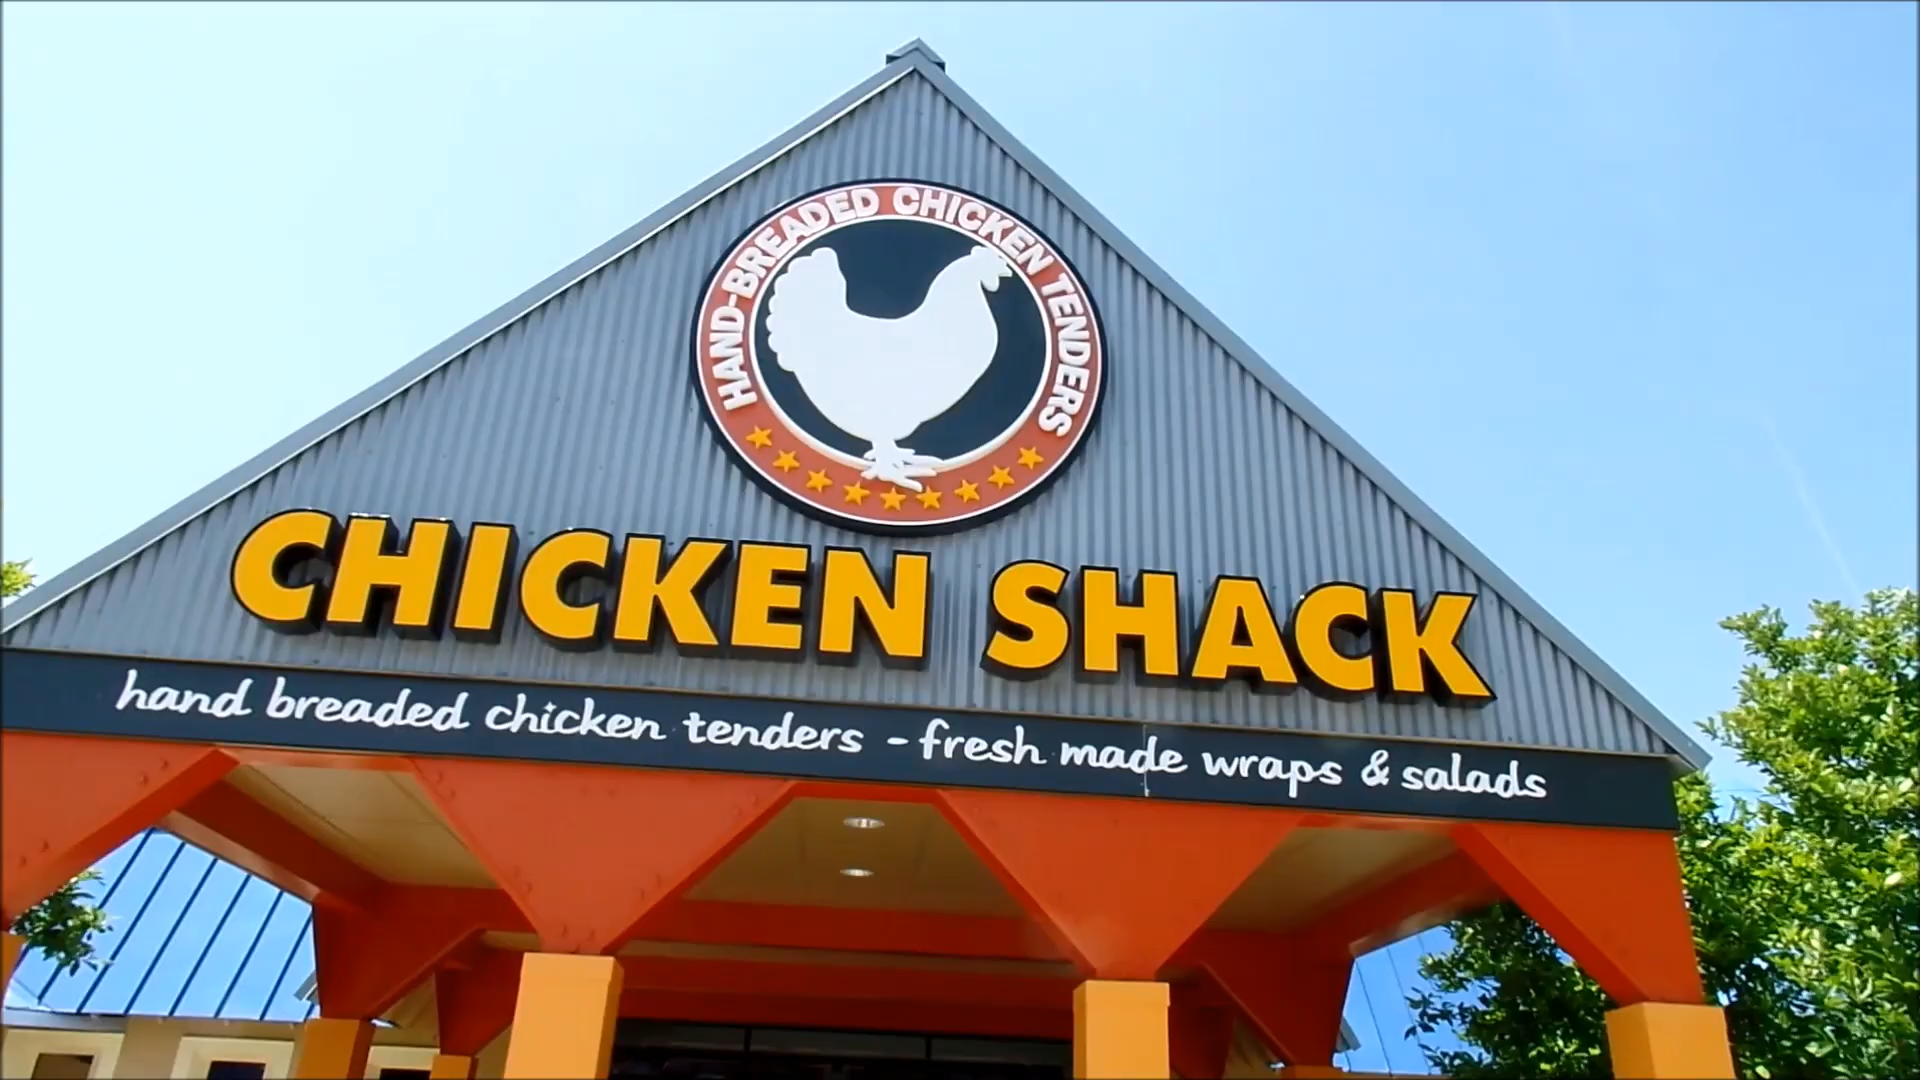 HAND-BREADED CHICKEN TENDERS
CHICKEN SHACK
hand breaded chicken tenders - fresh made wraps & salads